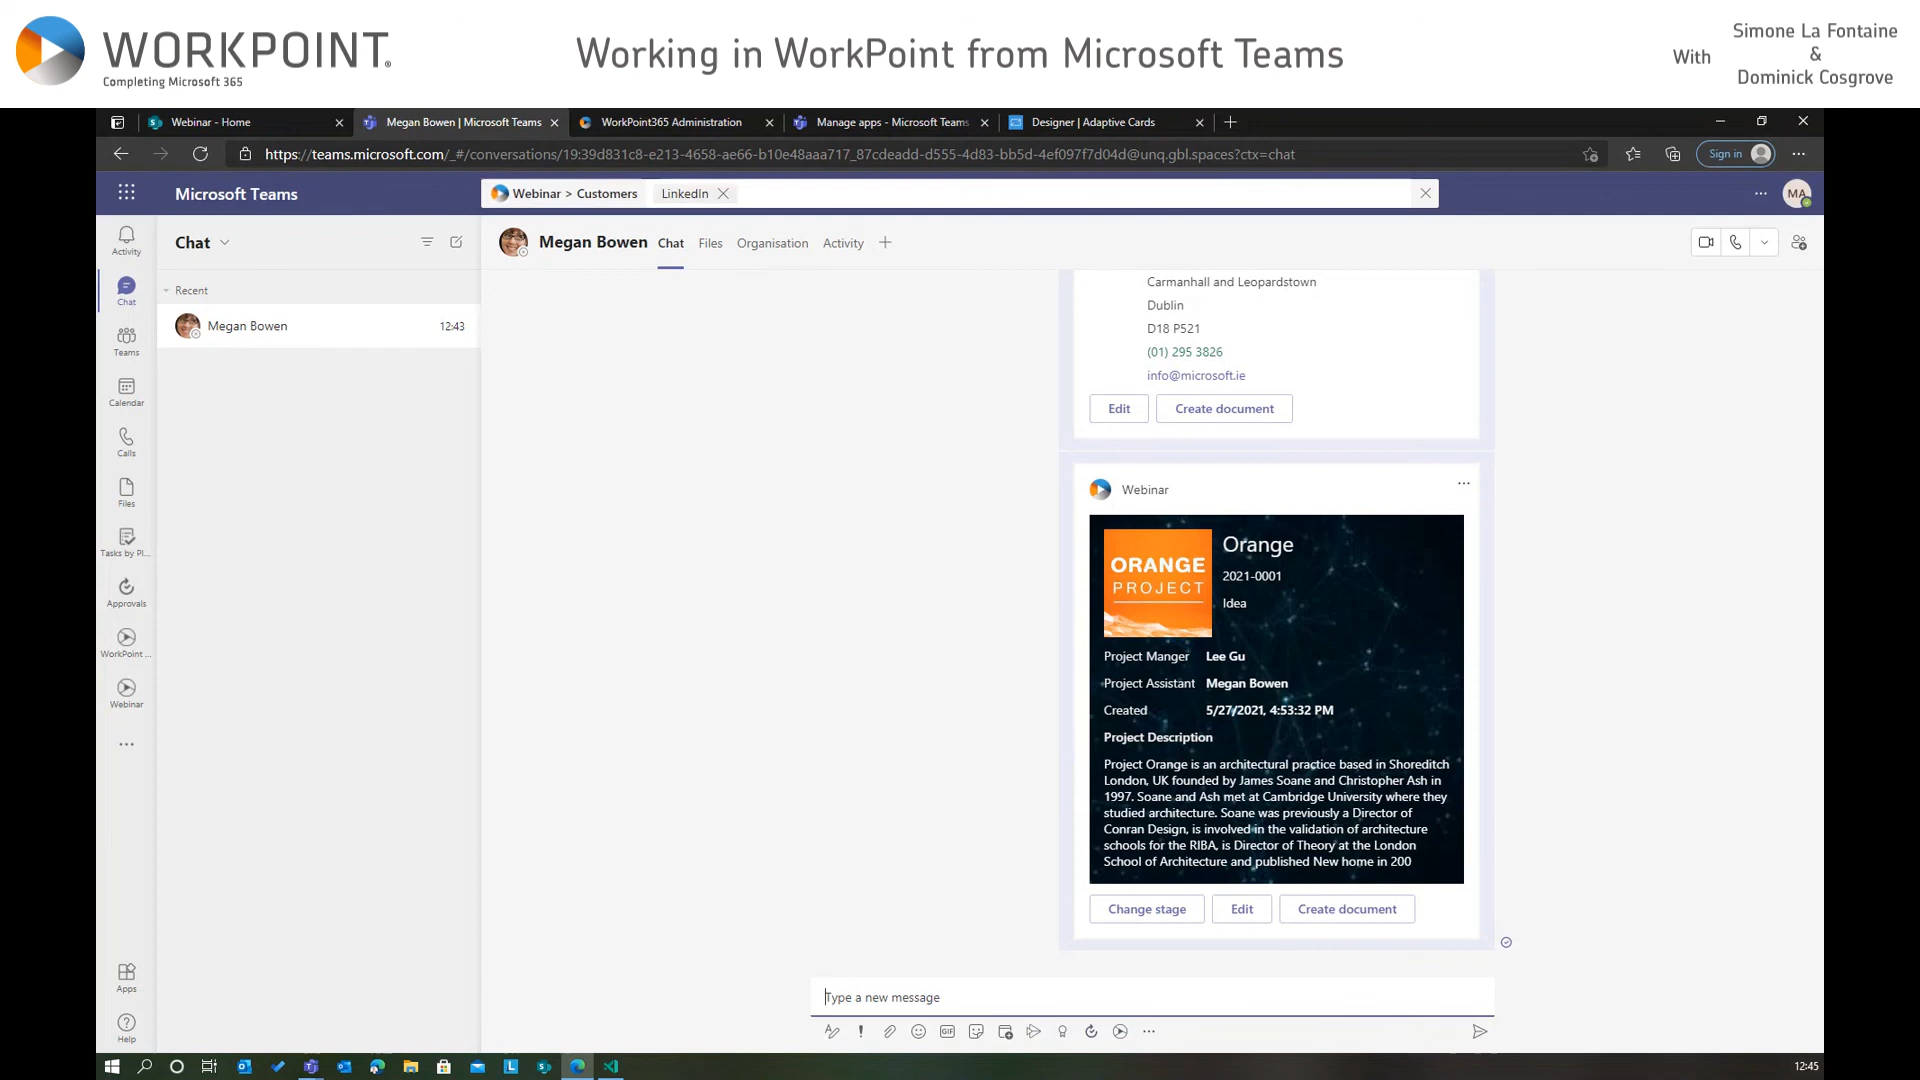 WORKPOINT.
Completing Microsoft 365
Working in WorkPoint from Microsoft Teams
With
Simone La Fontaine
&
Dominick Cosgrove
Webinar - Home
Megan Bowen | Microsoft Teams
WorkPoint365 Administration
Manage apps - Microsoft Teams
Designer | Adaptive Cards
https://teams.microsoft.com/_#/conversations/19:39d831c8-e213-4658-ae66-b10e48aaa717_87cdeadd-d555-4d83-bb5d-4ef097f7d04d@unq.gbl.spaces?ctx=chat
Sign in
Microsoft Teams
Webinar > Customers
LinkedIn
MA
Activity
Chat
Teams
Calendar
Calls
Files
Tasks by Pl...
Approvals
WorkPoint ...
Webinar
Apps
Help
Chat
Recent
Megan Bowen 12:43
Megan Bowen
Chat
Files
Organisation
Activity
Carmanhall and Leopardstown
Dublin
D18 P521
(01) 295 3826
info@microsoft.ie
Edit
Create document
Webinar
ORANGE
PROJECT
Orange
2021-0001
Idea
Project Manger Lee Gu
Project Assistant Megan Bowen
Created 5/27/2021, 4:53:32 PM
Project Description
Project Orange is an architectural practice based in Shoreditch
London, UK founded by James Soane and Christopher Ash in
1997. Soane and Ash met at Cambridge University where they
studied architecture. Soane was previously a Director of
Conran Design, is involved in the validation of architecture
schools for the RIBA, is Director of Theory at the London
School of Architecture and published New home in 200
Change stage
Edit
Create document
Type a new message
GIF
12:45